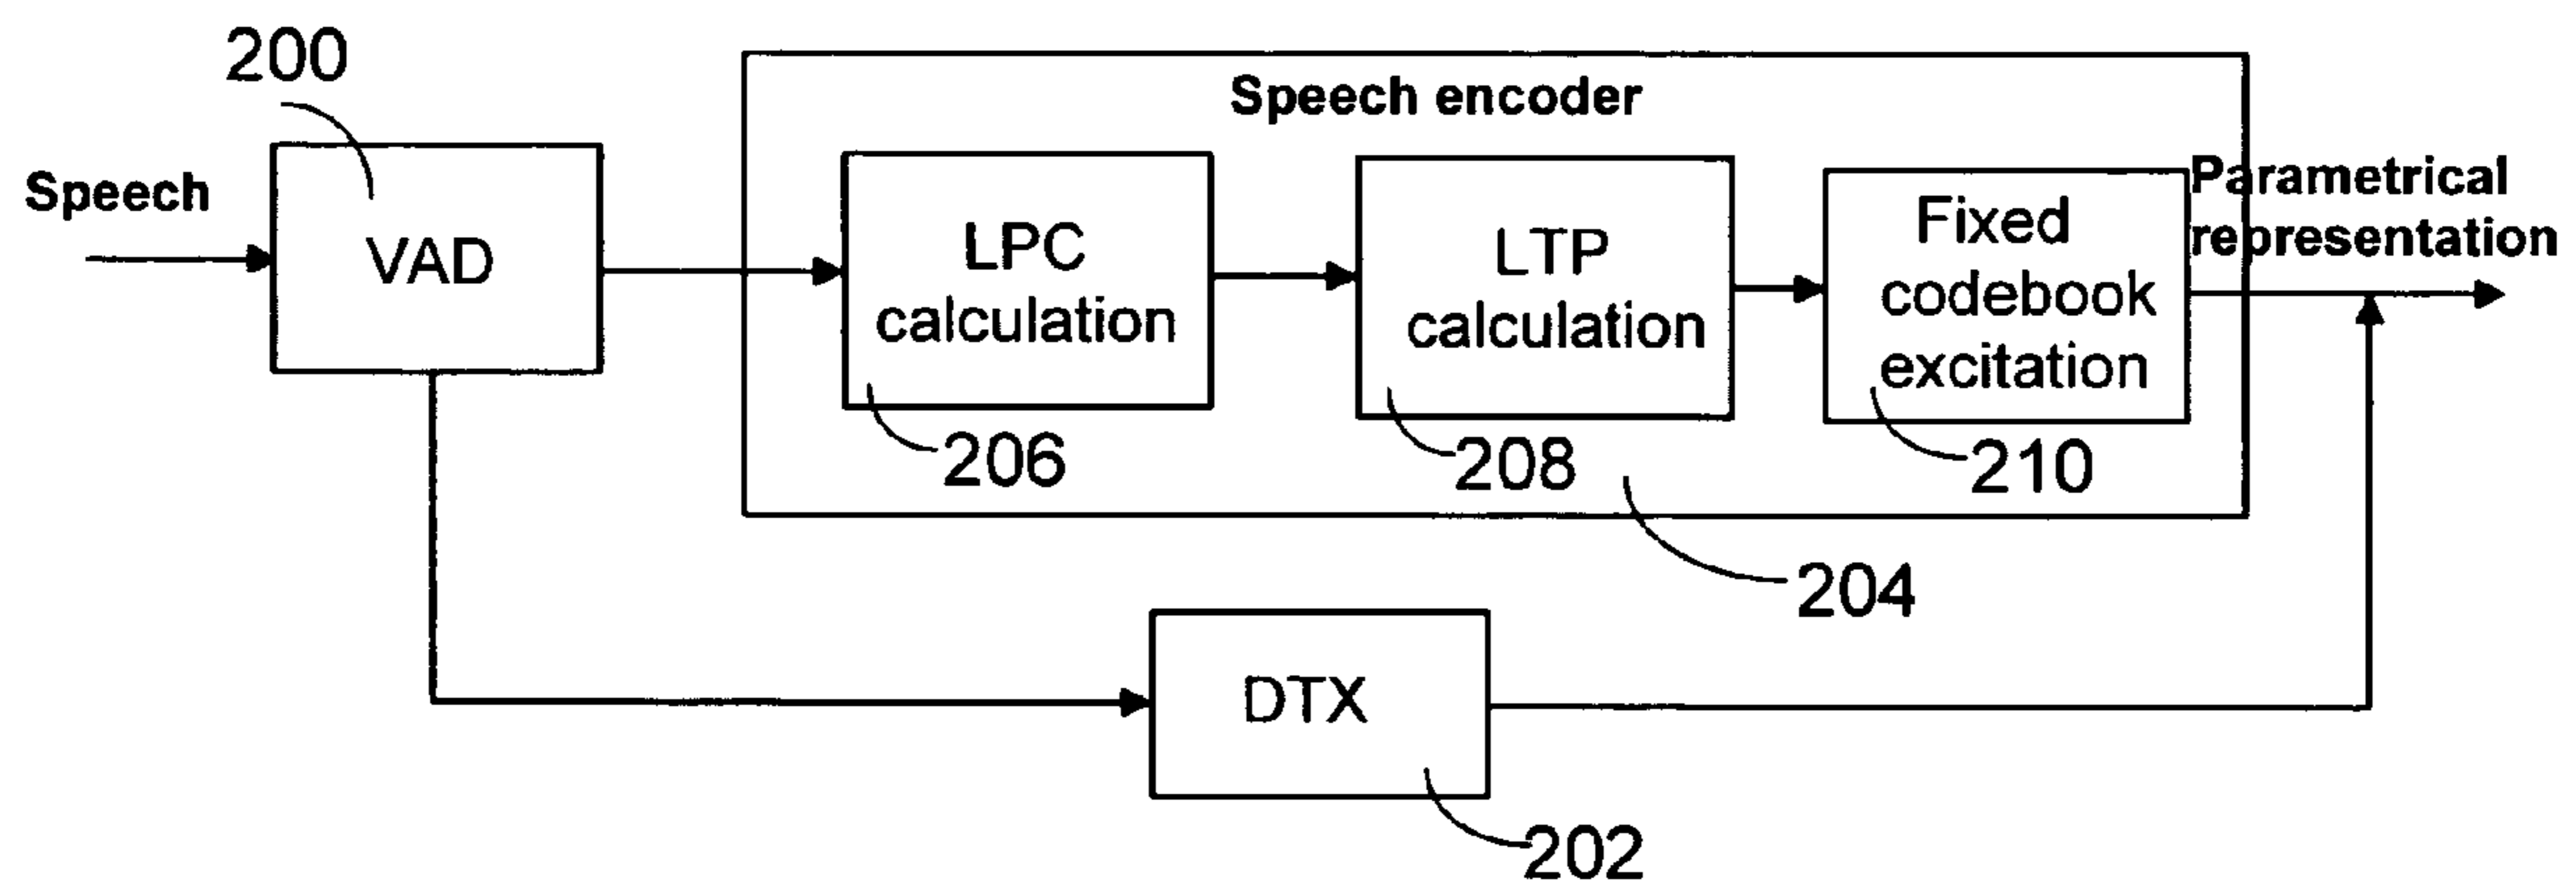 200
Speech encoder
Speech
VAD
LPC
calculation
206
LTP
calculation
208
Fixed
codebook
excitation
210
Parametrical
representation
204
DTX
202